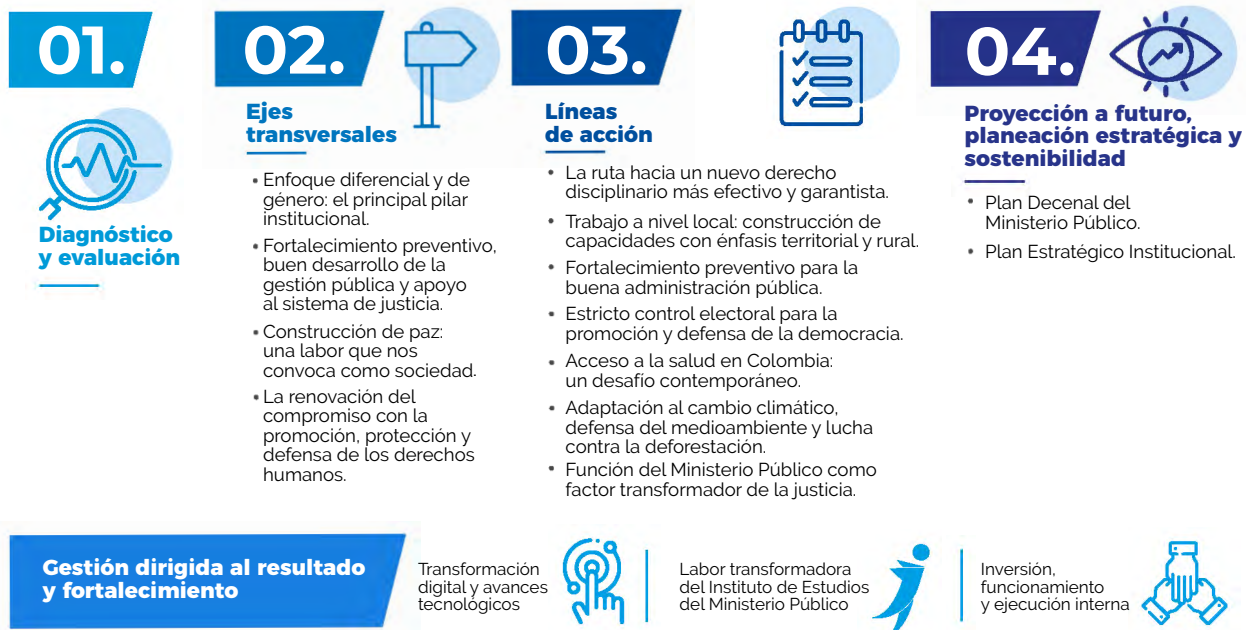 01.
Diagnóstico
y evaluación
02.
Ejes
transversales
• Enfoque diferencial y de
género: el principal pilar
institucional.
• Fortalecimiento preventivo,
buen desarrollo de la
gestión pública y apoyo
al sistema de justicia.
• Construcción de paz:
una labor que nos
convoca como sociedad.
• La renovación del
compromiso con la
promoción, protección y
defensa de los derechos
humanos.
03.
Líneas
de acción
• La ruta hacia un nuevo derecho
disciplinario más efectivo y garantista.
• Trabajo a nivel local: construcción de
capacidades con énfasis territorial y rural.
• Fortalecimiento preventivo para la
buena administración pública.
• Estricto control electoral para la
promoción y defensa de la democracia.
• Acceso a la salud en Colombia:
un desafío contemporáneo.
• Adaptación al cambio climático,
defensa del medioambiente y lucha
contra la deforestación.
• Función del Ministerio Público como
factor transformador de la justicia.
04.
Proyección a futuro,
planeación estratégica y
sostenibilidad
• Plan Decenal del
Ministerio Público.
• Plan Estratégico Institucional.
Gestión dirigida al resultado
y fortalecimiento
Transformación
digital y avances
tecnológicos
Labor transformadora
del Instituto de Estudios
del Ministerio Público
Inversión,
funcionamiento
y ejecución interna